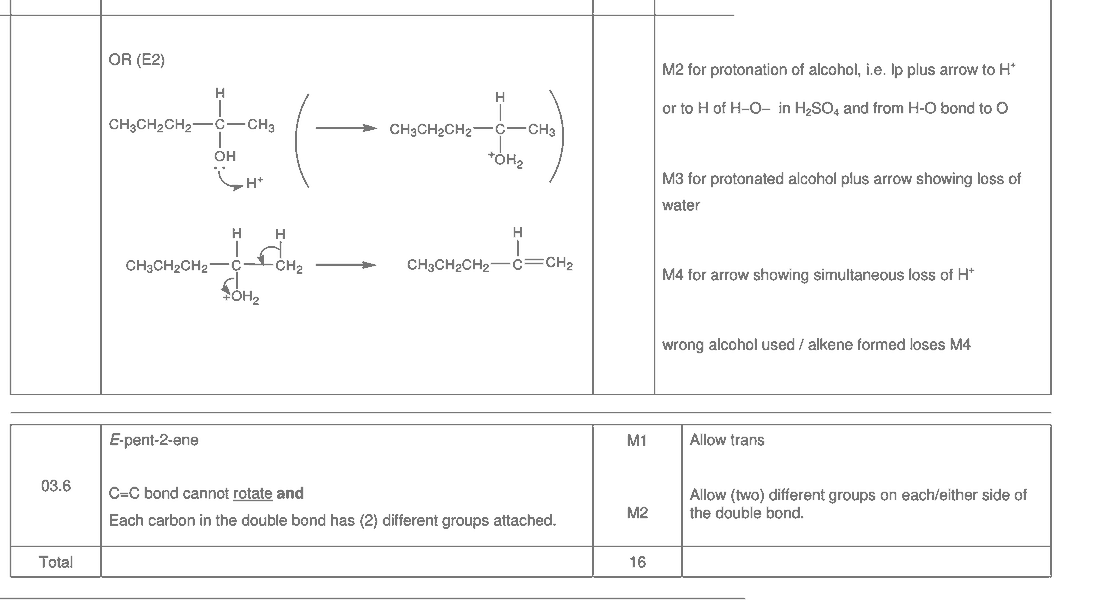 OR (E2)
H
CH₃CH₂CH₂—C—CH₃
OH
H⁺
H
CH₃CH₂CH₂—C—CH₃
⁺OH₂
H H
CH₃CH₂CH₂—C—CH₂
+OH₂
H
CH₃CH₂CH₂—C=CH₂
M2 for protonation of alcohol, i.e. lp plus arrow to H⁺
or to H of H–O– in H₂SO₄ and from H-O bond to O
M3 for protonated alcohol plus arrow showing loss of
water
M4 for arrow showing simultaneous loss of H⁺
wrong alcohol used / alkene formed loses M4
03.6
E-pent-2-ene
C=C bond cannot rotate and
Each carbon in the double bond has (2) different groups attached.
M1
M2
Allow trans
Allow (two) different groups on each/either side of
the double bond.
Total
16